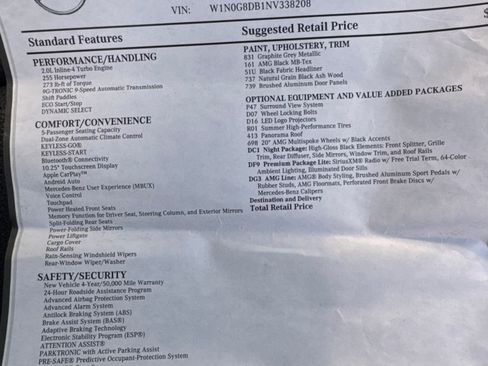 VIN: W1N0G8DB1NV338208
$
Standard Features
Suggested Retail Price
PERFORMANCE/HANDLING
2.0L Inline-4 Turbo Engine
255 Horsepower
273 lb-ft of Torque
9G-TRONIC 9-Speed Automatic Transmission
Shift Paddles
ECO Start/Stop
DYNAMIC SELECT
COMFORT/CONVENIENCE
5-Passenger Seating Capacity
Dual-Zone Automatic Climate Control
KEYLESS-GO®
KEYLESS-START
Bluetooth® Connectivity
10.25" Touchscreen Display
Apple CarPlay™
Android Auto
Mercedes-Benz User Experience (MBUX)
Voice Control
Touchpad
Power Heated Front Seats
Memory Function for Driver Seat, Steering Column, and Exterior Mirrors
Split-Folding Rear Seats
Power-Folding Side Mirrors
Power Liftgate
Cargo Cover
Roof Rails
Rain-Sensing Windshield Wipers
Rear-Window Wiper/Washer
SAFETY/SECURITY
New Vehicle 4-Year/50,000 Mile Warranty
24-Hour Roadside Assistance Program
Advanced Airbag Protection System
Advanced Alarm System
Antilock Braking System (ABS)
Brake Assist System (BAS®)
Adaptive Braking Technology
Electronic Stability Program (ESP®)
ATTENTION ASSIST®
PARKTRONIC with Active Parking Assist
PRE-SAFE® Predictive Occupant-Protection System
PAINT, UPHOLSTERY, TRIM
831 Graphite Grey Metallic
161 AMG Black MB-Tex
51U Black Fabric Headliner
737 Natural Grain Black Ash Wood
739 Brushed Aluminum Door Panels
OPTIONAL EQUIPMENT AND VALUE ADDED PACKAGES
P47 Surround View System
D07 Wheel Locking Bolts
D16 LED Logo Projectors
R01 Summer High-Performance Tires
413 Panorama Roof
698 20" AMG Multispoke Wheels w/ Black Accents
DC1 Night Package: High-Gloss Black Elements: Front Splitter, Grille
Trim, Rear Diffuser, Side Mirrors, Window Trim, and Roof Rails
DF9 Premium Package Lite: SiriusXM® Radio w/ Free Trial Term, 64-Color
Ambient Lighting, Illuminated Door Sills
DG3 AMG Line: AMG® Body Styling, Brushed Aluminum Sport Pedals w/
Rubber Studs, AMG Floormats, Perforated Front Brake Discs w/
Mercedes-Benz Calipers
Destination and Delivery
Total Retail Price